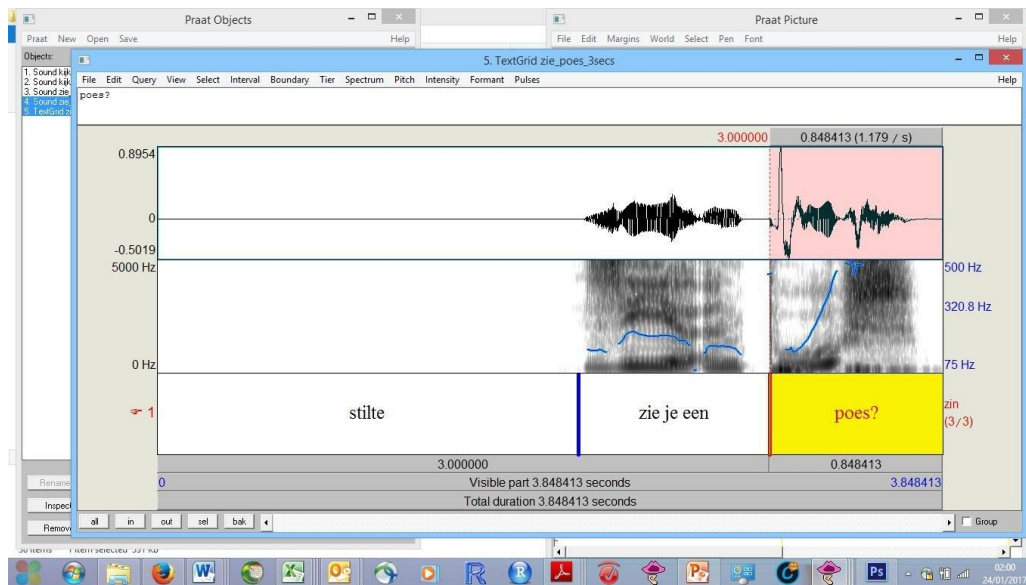 Praat Objects
Praat New Open Save Help
Objects:
1. Sound kijk
2. Sound kijk
3. Sound zie
4. Sound zie
5. TextGrid zi
Rename
Inspec
Remov
Praat Picture
File Edit Margins World Select Pen Font Help
5. TextGrid zie_poes_3secs
File Edit Query View Select Interval Boundary Tier Spectrum Pitch Intensity Formant Pulses Help
poes?
3.000000 0.848413 (1.179 / s)
0.8954
0
-0.5019
5000 Hz 500 Hz
320.8 Hz
0 Hz 75 Hz
1 stilte zie je een poes? zin
(3/3)
3.000000 0.848413
0 Visible part 3.848413 seconds 3.848413
Total duration 3.848413 seconds
all in out sel bak Group
02:00